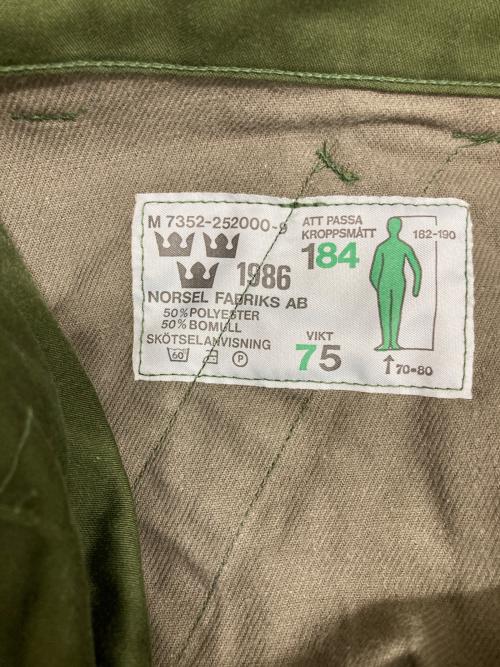 M 7352-252000-9
1986
NORSEL FABRIKS AB
50% POLYESTER
50% BOMULL
SKÖTSELANVISNING
60
P
ATT PASSA
KROPPSMÅTT
184
182-190
VIKT
75
70-80